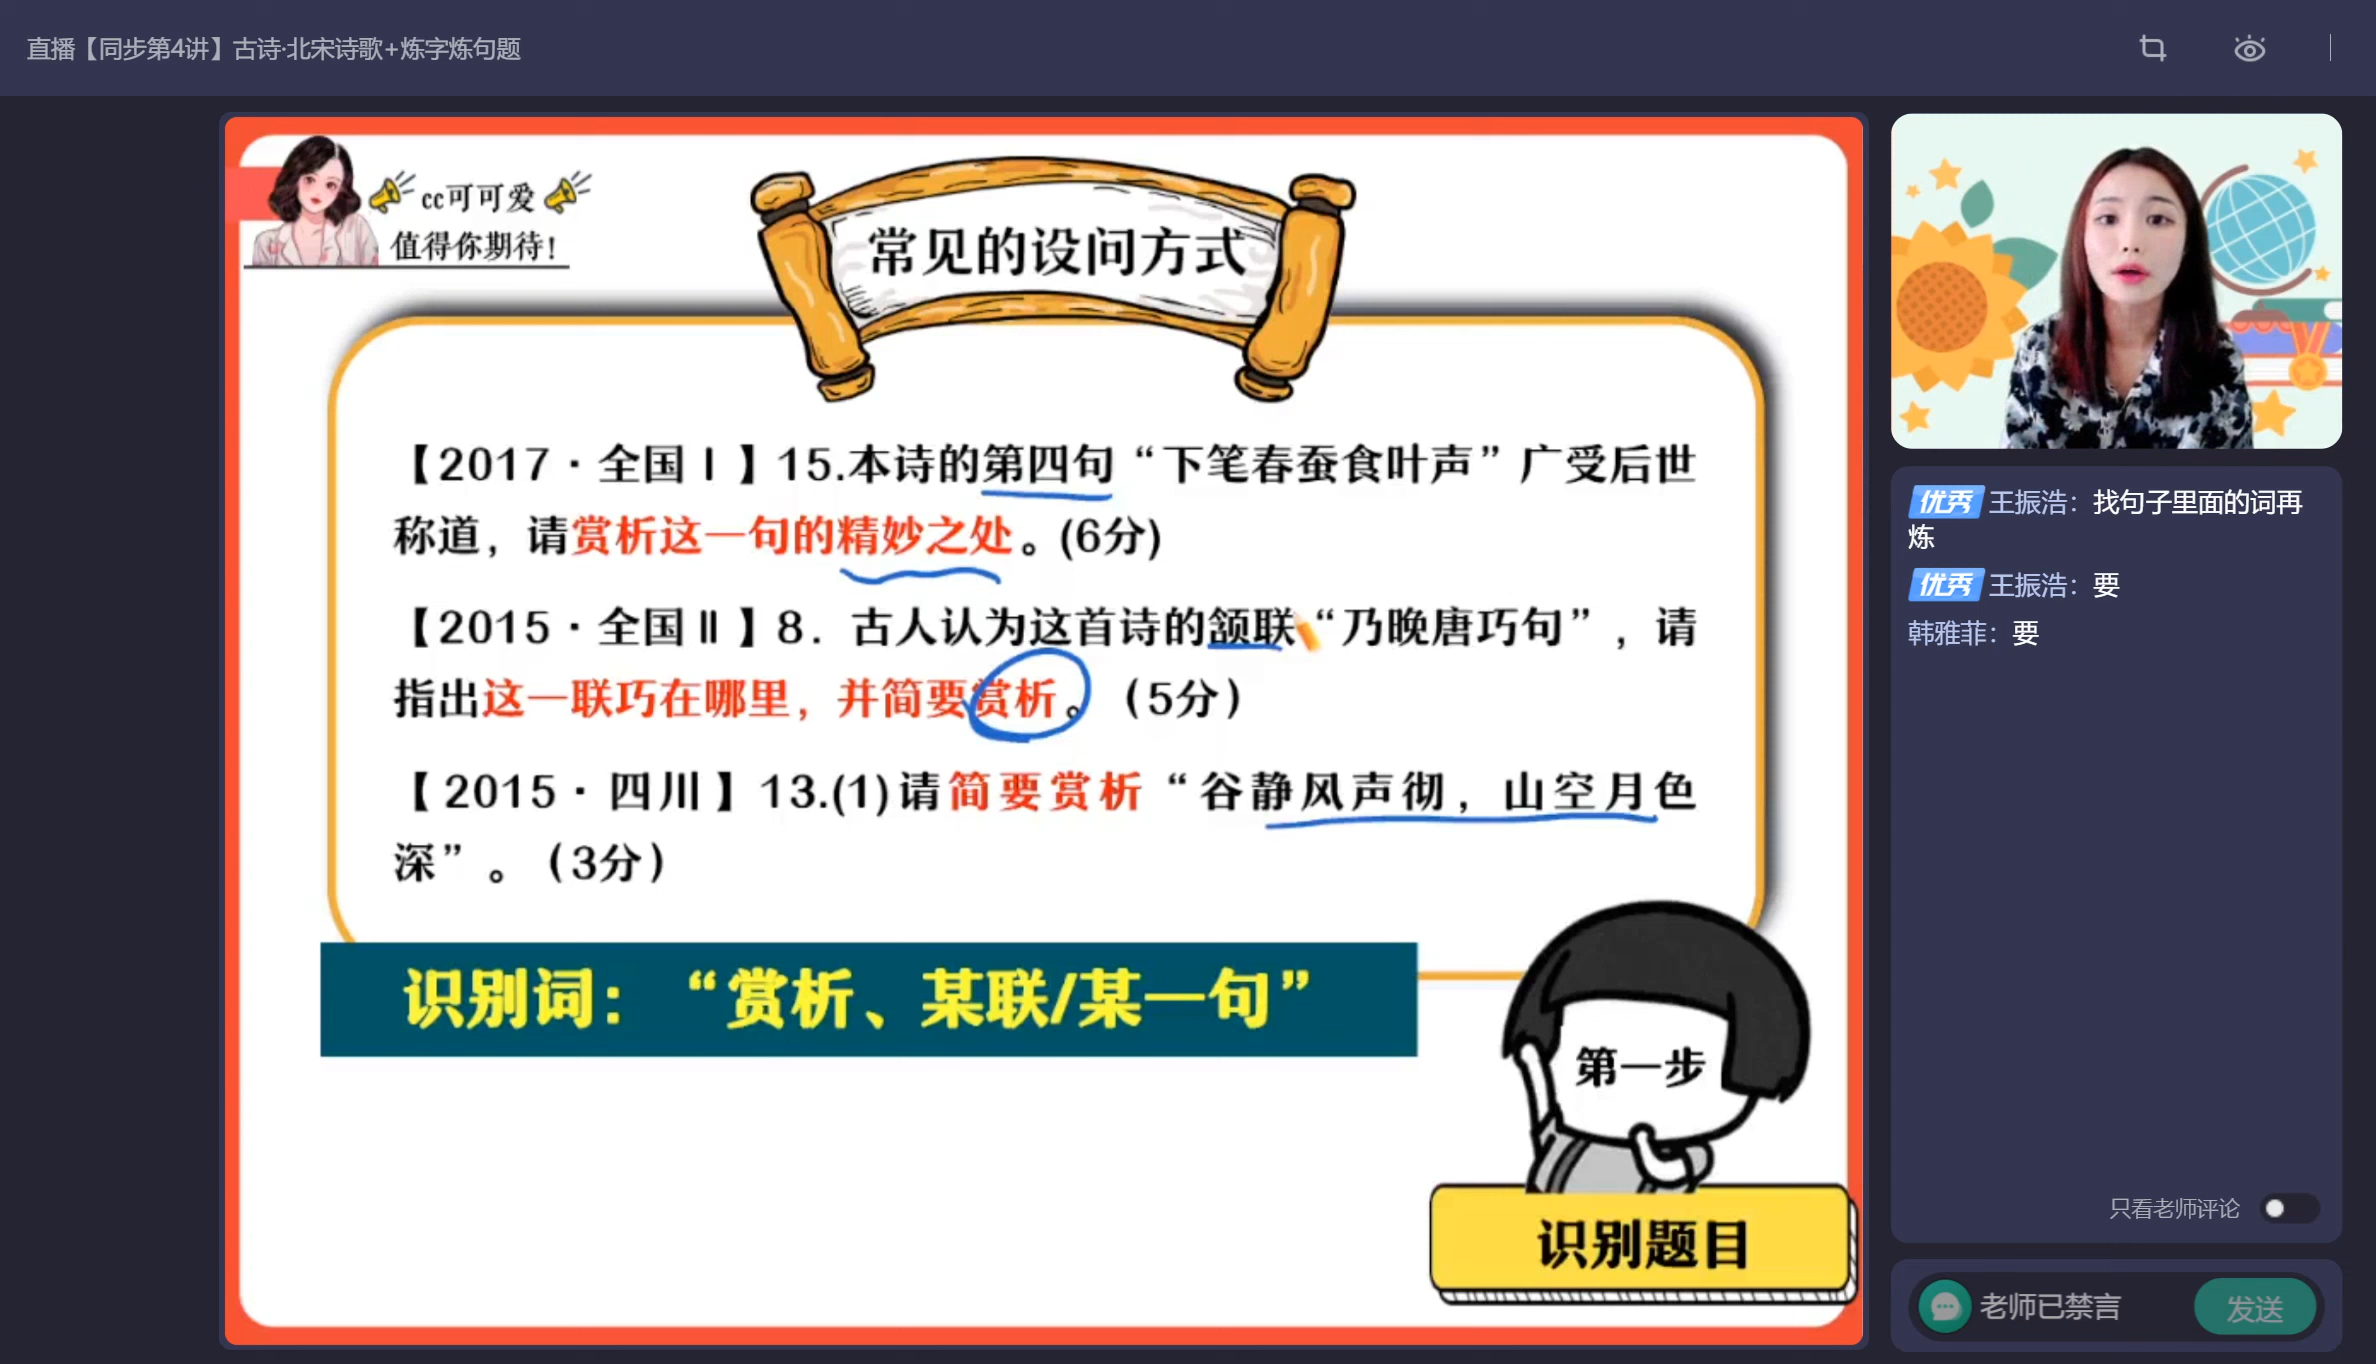 直播【同步第4讲】古诗·北宋诗歌+炼字炼句题
cc可可爱
值得你期待!
常见的设问方式
【2017·全国Ⅰ】15.本诗的第四句“下笔春蚕食叶声”广受后世
称道，请赏析这一句的精妙之处。(6分)
【2015·全国Ⅱ】8. 古人认为这首诗的颔联“乃晚唐巧句”，请
指出这一联巧在哪里，并简要赏析。（5分）
【2015·四川】13.(1)请简要赏析“谷静风声彻，山空月色
深”。（3分）
识别词：“赏析、某联/某一句”
第一步
识别题目
优秀 王振浩：找句子里面的词再
炼
优秀 王振浩：要
韩雅菲：要
只看老师评论
老师已禁言
发送